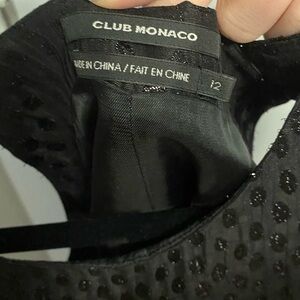 CLUB MONACO
MADE IN CHINA / FAIT EN CHINE
12